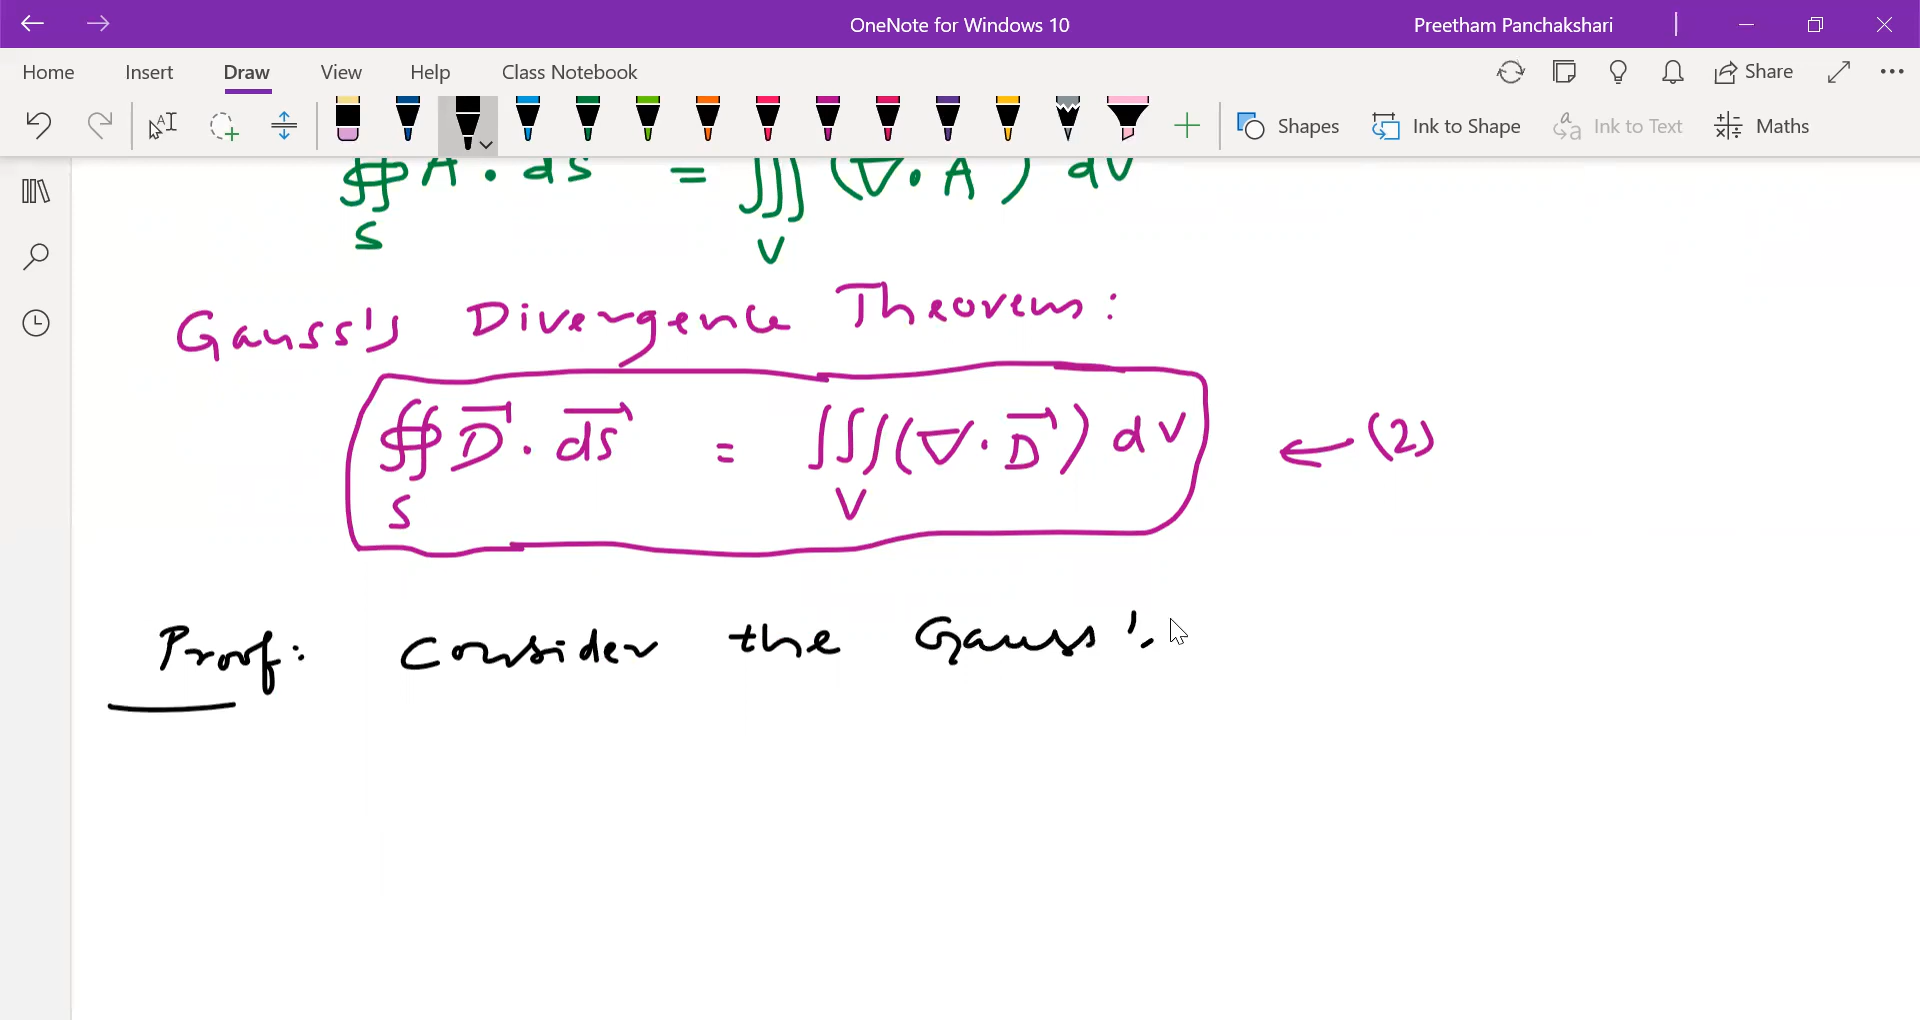 OneNote for Windows 10
Preetham Panchakshari
Home Insert Draw View Help Class Notebook Share
Shapes Ink to Shape Ink to Text Maths
∯ A · ds = ∭ (∇ · A) dv
S V
Gauss's Divergence Theorem:
∯ D⃗ · ds⃗ = ∭ (∇ · D⃗) dv ← (2)
S V
Proof: Consider the Gauss'